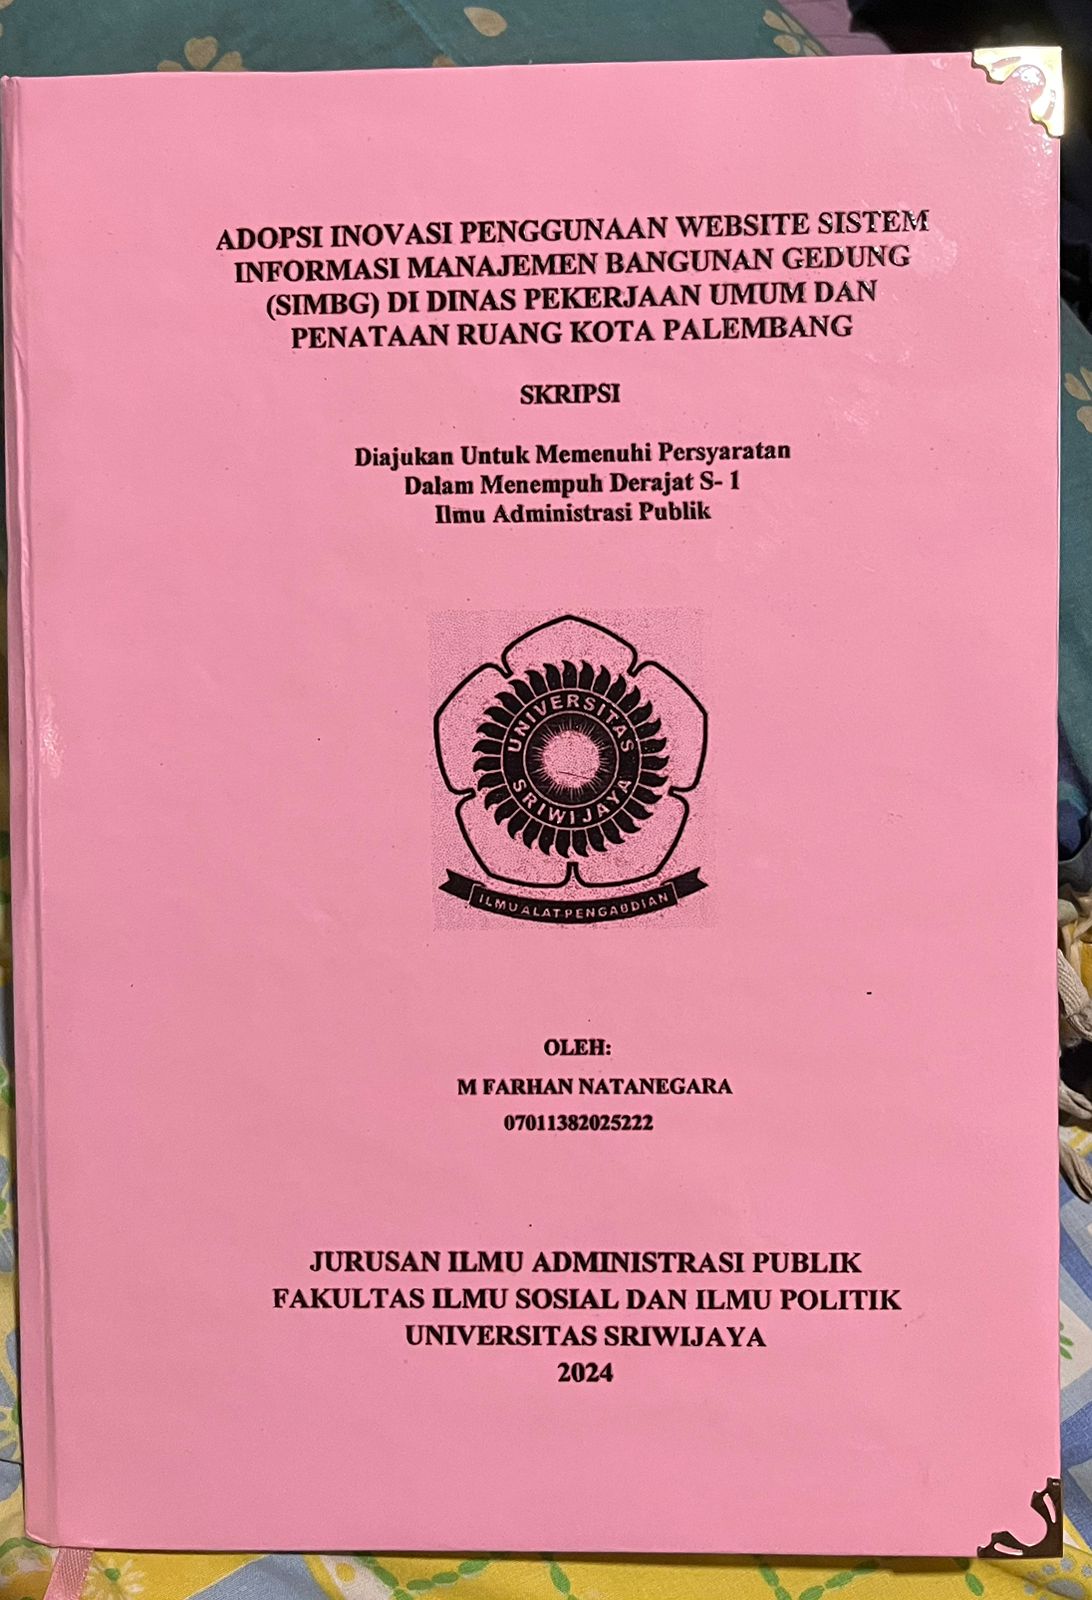 ADOPSI INOVASI PENGGUNAAN WEBSITE SISTEM
INFORMASI MANAJEMEN BANGUNAN GEDUNG
(SIMBG) DI DINAS PEKERJAAN UMUM DAN
PENATAAN RUANG KOTA PALEMBANG
SKRIPSI
Diajukan Untuk Memenuhi Persyaratan
Dalam Menempuh Derajat S- 1
Ilmu Administrasi Publik
UNIVERSITAS
SRIWIJAYA
ILMU ALAT PENGABDIAN
OLEH:
M FARHAN NATANEGARA
07011382025222
JURUSAN ILMU ADMINISTRASI PUBLIK
FAKULTAS ILMU SOSIAL DAN ILMU POLITIK
UNIVERSITAS SRIWIJAYA
2024